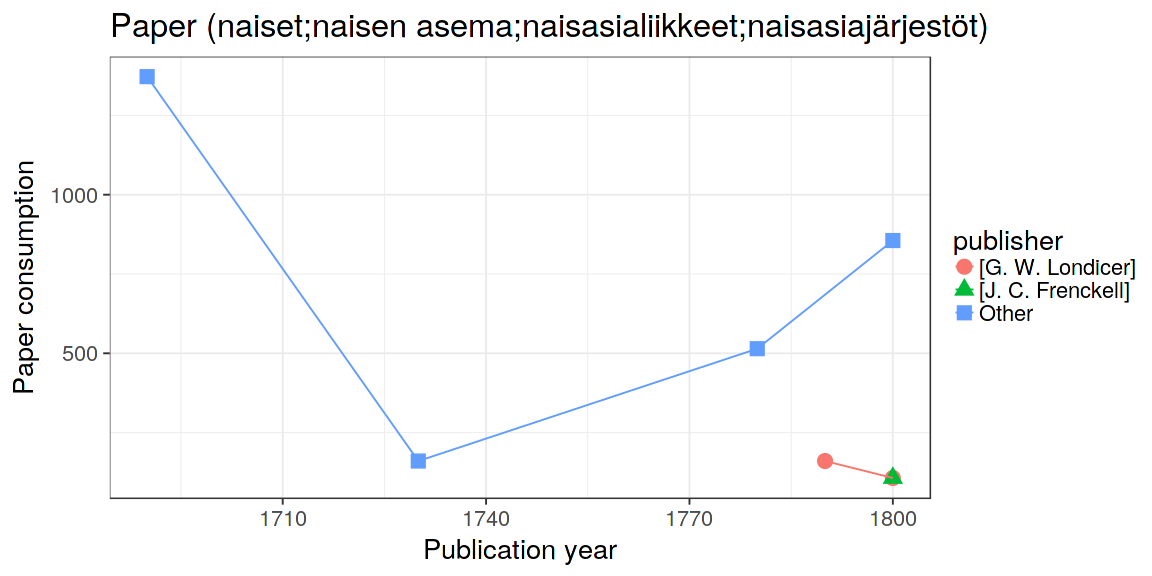 Paper (naiset;naisen asema;naisasialiikkeet;naisasiajärjestöt)
Paper consumption
1000
500
1710
1740
1770
1800
Publication year
publisher
[G. W. Londicer]
[J. C. Frenckell]
Other